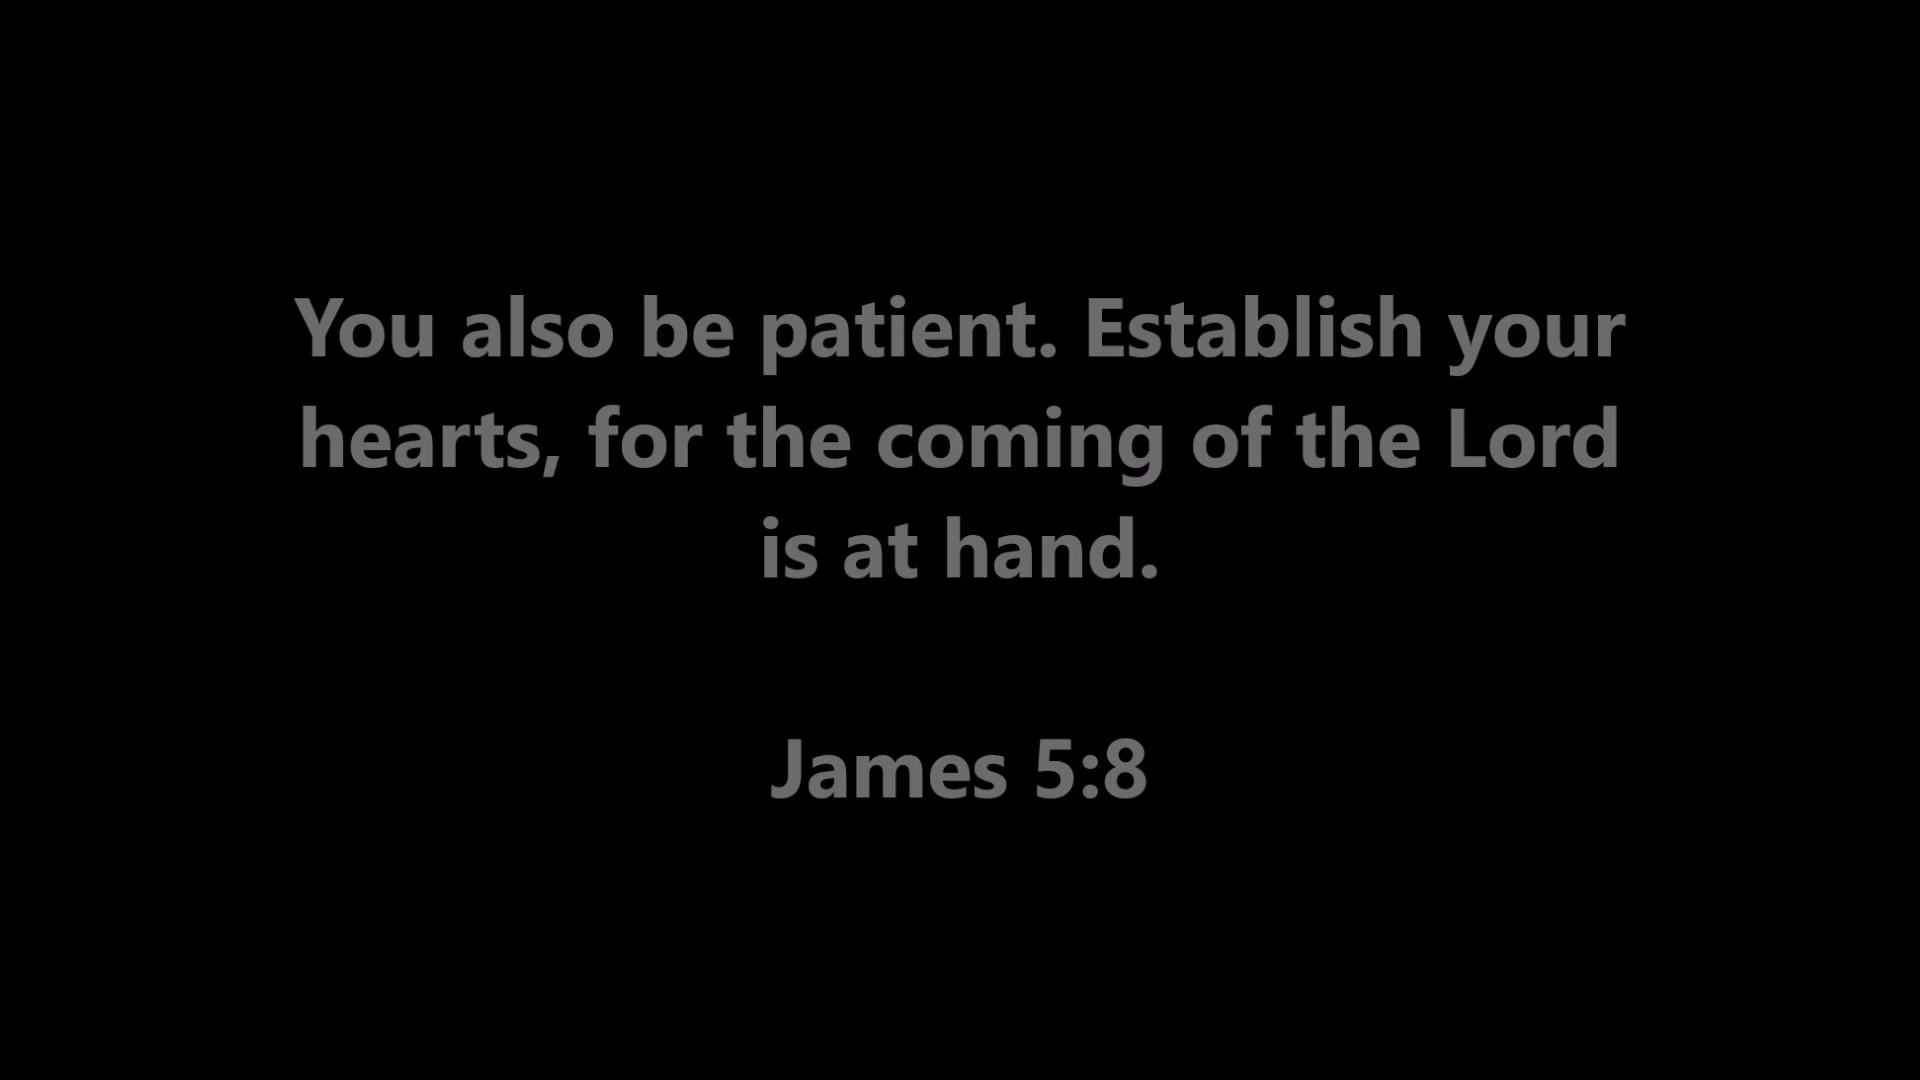 You also be patient. Establish your
hearts, for the coming of the Lord
is at hand.
James 5:8